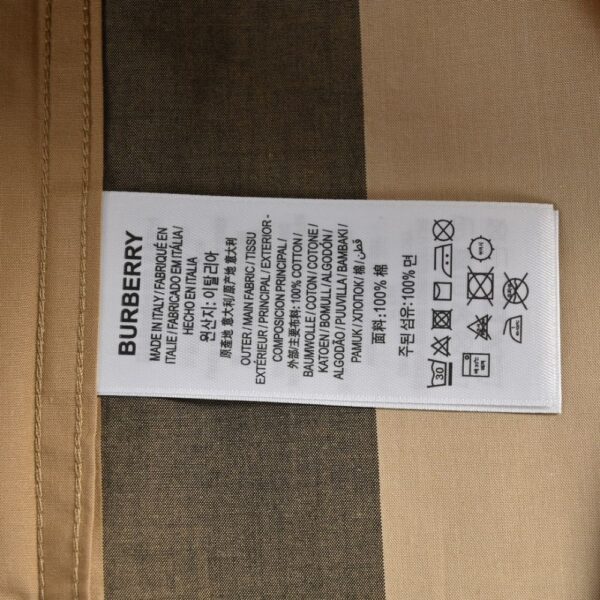 BURBERRY
MADE IN ITALY / FABRIQUÉ EN
ITALIE / FABRICADO EM ITÁLIA /
HECHO EN ITALIA
원산지: 이탈리아
原產地 意大利/原产地 意大利
OUTER / MAIN FABRIC / TISSU
EXTÉRIEUR / PRINCIPAL / EXTERIOR -
COMPOSICIÓN PRINCIPAL /
外部/主要布料: 100% COTTON /
BAUMWOLLE / COTON / COTONE /
KATOEN / BOMULL / ALGODÓN /
ALGODÃO / PUUVILLA / BAMBAKI /
PAMUK / ХЛОПОК / 棉 / قطن
面料: 100% 棉
주된 섬유: 100% 면
30